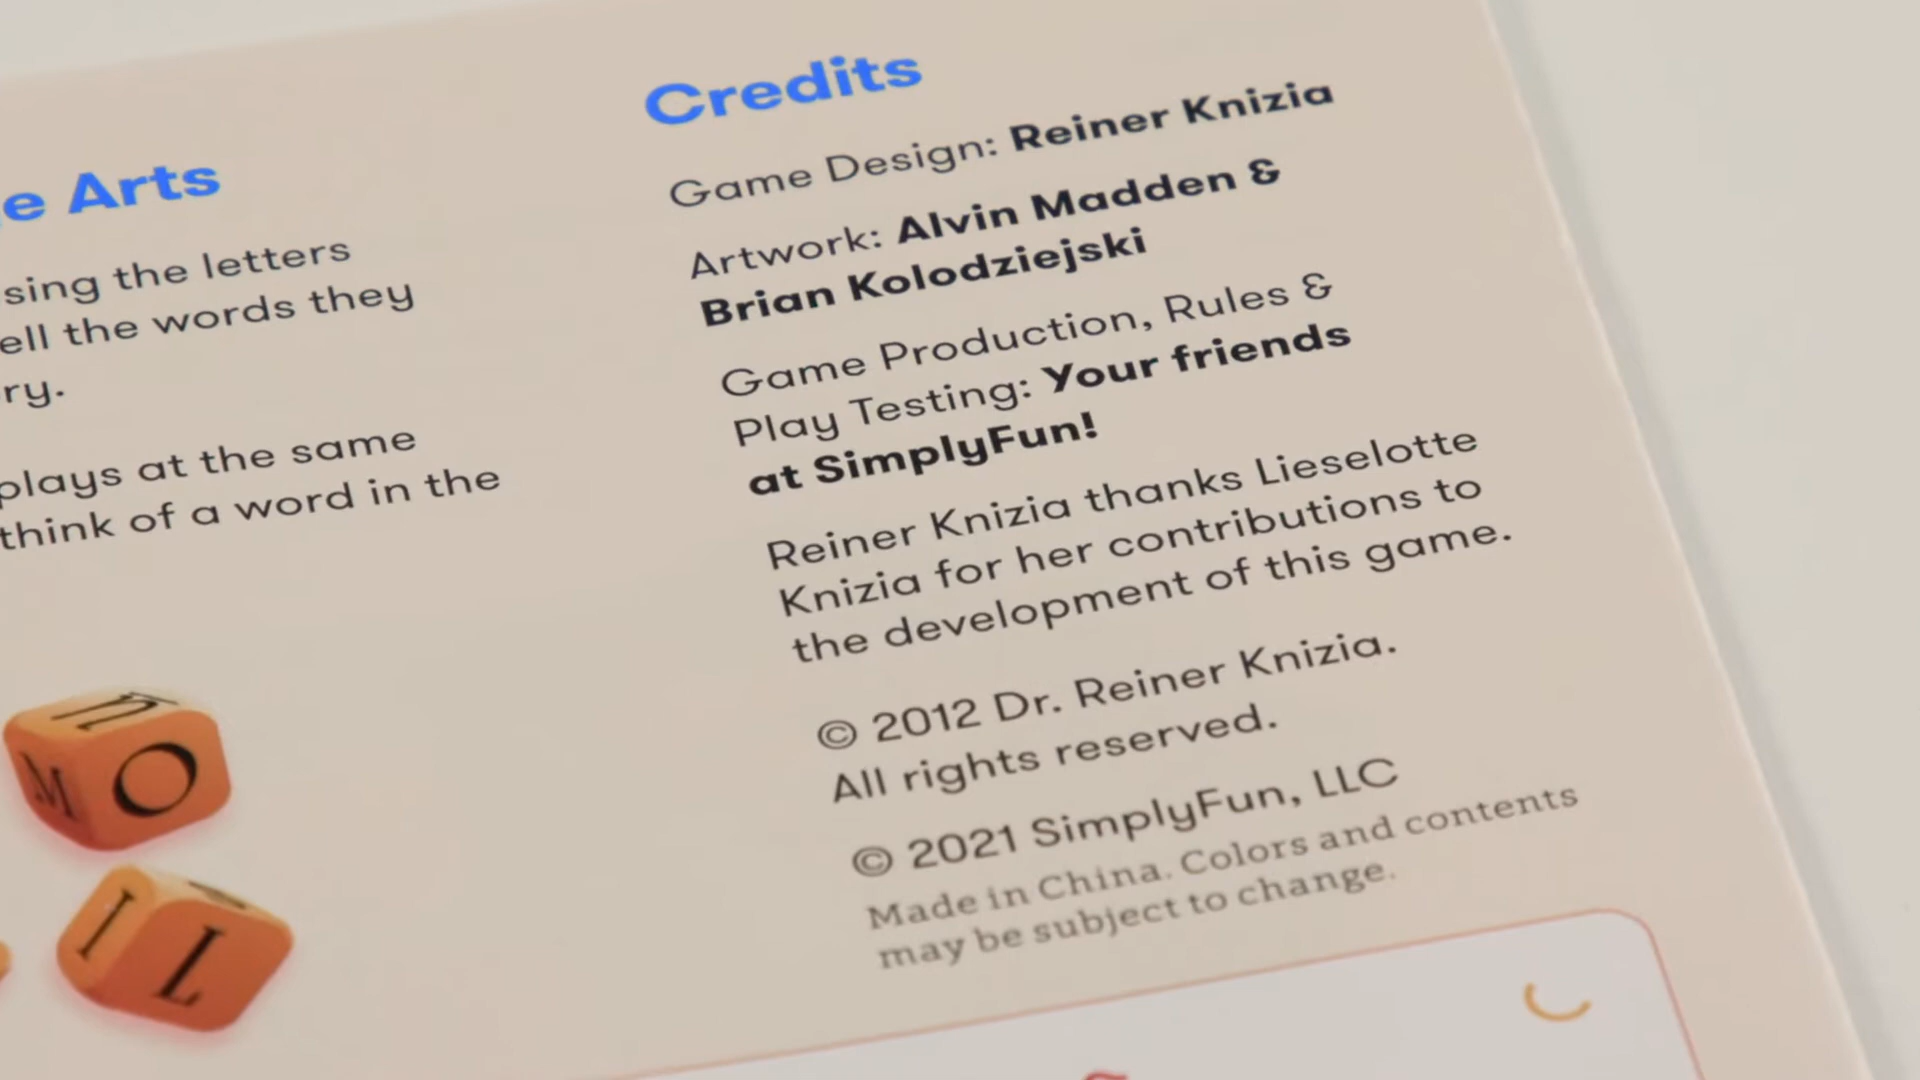 e Arts
sing the letters
ell the words they
ry.
plays at the same
think of a word in the
Credits
Game Design: Reiner Knizia
Artwork: Alvin Madden &
Brian Kolodziejski
Game Production, Rules &
Play Testing: Your friends
at SimplyFun!
Reiner Knizia thanks Lieselotte
Knizia for her contributions to
the development of this game.
© 2012 Dr. Reiner Knizia.
All rights reserved.
© 2021 SimplyFun, LLC
Made in China. Colors and contents
may be subject to change.
n
M O
I L